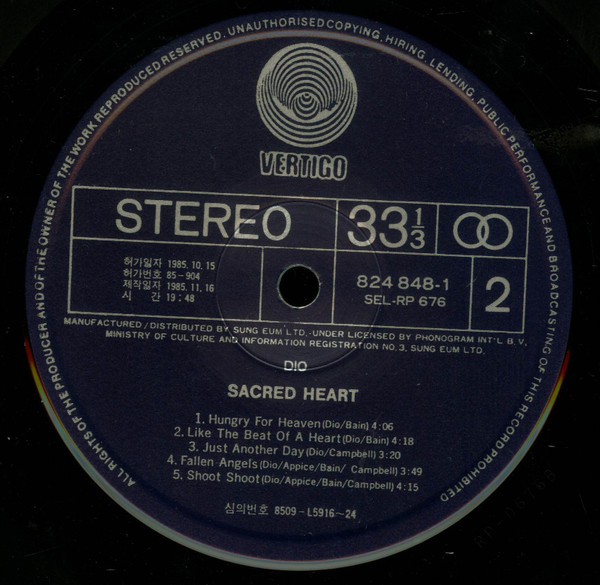 ALL RIGHTS OF THE PRODUCER AND OF THE OWNER OF THE WORK REPRODUCED RESERVED. UNAUTHORISED COPYING, HIRING, LENDING, PUBLIC PERFORMANCE AND BROADCASTING OF THIS RECORD PROHIBITED
VERTIGO
STEREO
33 1/3
허가일자 1985.10.15
허가번호 85-904
제작일자 1985.11.16
시 간 19:48
824 848-1
SEL-RP 676
2
MANUFACTURED/DISTRIBUTED BY SUNG EUM LTD. UNDER LICENSED BY PHONOGRAM INT'L B.V.
MINISTRY OF CULTURE AND INFORMATION REGISTRATION NO.3. SUNG EUM LTD.
DIO
SACRED HEART
1. Hungry For Heaven (Dio/Bain) 4:06
2. Like The Beat Of A Heart (Dio/Bain) 4:18
3. Just Another Day (Dio/Campbell) 3:20
4. Fallen Angels (Dio/Appice/Bain/ Campbell) 3:49
5. Shoot Shoot (Dio/Appice/Bain/Campbell) 4:15
심의번호 8509-L5916~24